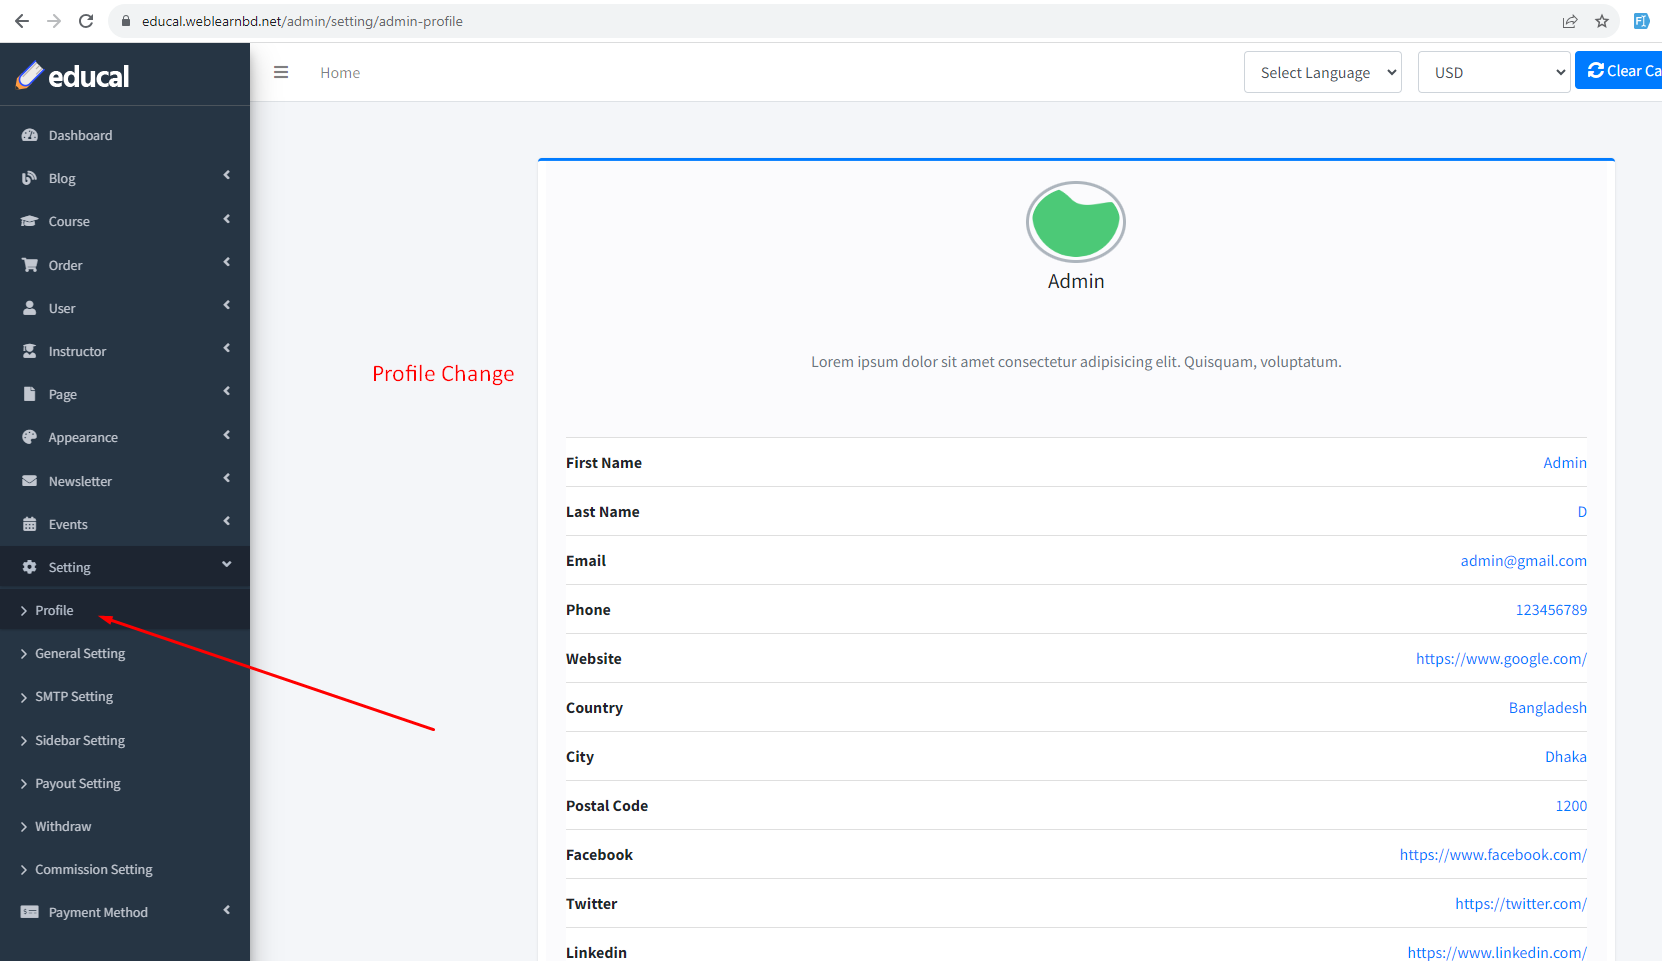 educal.weblearnbd.net/admin/setting/admin-profile
educal
Home
Select Language
USD
Clear Ca
Dashboard
Blog
Course
Order
User
Instructor
Page
Appearance
Newsletter
Events
Setting
Profile
General Setting
SMTP Setting
Sidebar Setting
Payout Setting
Withdraw
Commission Setting
Payment Method
Profile Change
Admin
Lorem ipsum dolor sit amet consectetur adipisicing elit. Quisquam, voluptatum.
First Name Admin
Last Name D
Email admin@gmail.com
Phone 123456789
Website https://www.google.com/
Country Bangladesh
City Dhaka
Postal Code 1200
Facebook https://www.facebook.com/
Twitter https://twitter.com/
Linkedin https://www.linkedin.com/